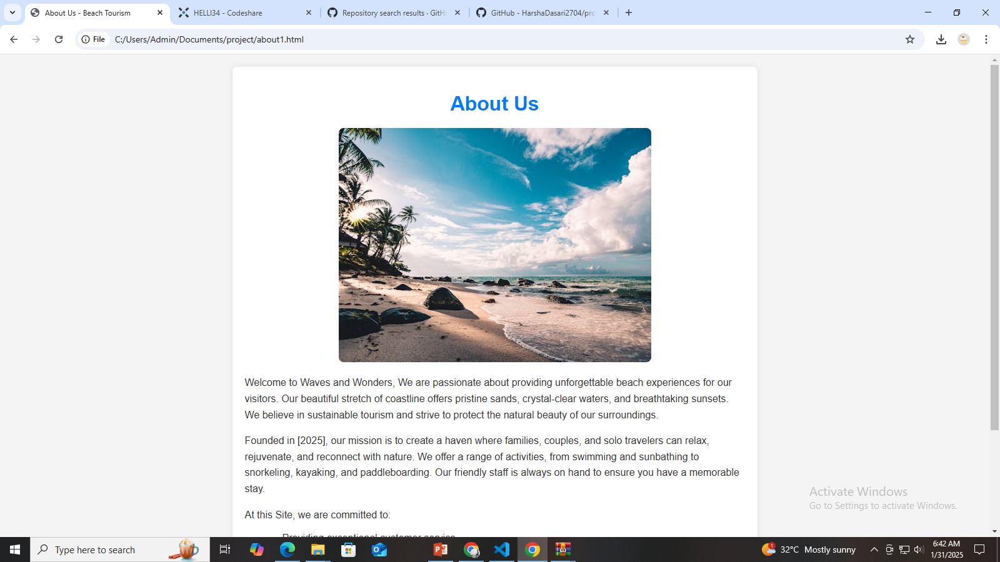 About Us - Beach Tourism
HELLI34 - Codeshare
Repository search results · GitHu
GitHub - HarshaDasari2704/pro
File
C:/Users/Admin/Documents/project/about1.html
About Us
Welcome to Waves and Wonders, We are passionate about providing unforgettable beach experiences for our
visitors. Our beautiful stretch of coastline offers pristine sands, crystal-clear waters, and breathtaking sunsets.
We believe in sustainable tourism and strive to protect the natural beauty of our surroundings.
Founded in [2025], our mission is to create a haven where families, couples, and solo travelers can relax,
rejuvenate, and reconnect with nature. We offer a range of activities, from swimming and sunbathing to
snorkeling, kayaking, and paddleboarding. Our friendly staff is always on hand to ensure you have a memorable
stay.
At this Site, we are committed to:
Providing exceptional customer service
Activate Windows
Go to Settings to activate Windows.
Type here to search
1
32°C Mostly sunny
6:42 AM
1/31/2025